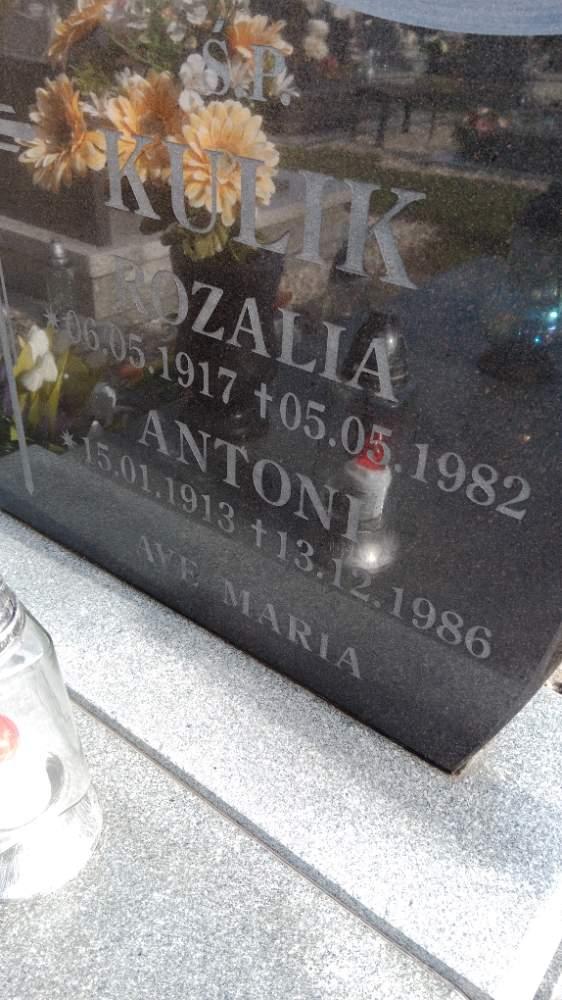 Ś.P.
KULIK
ROZALIA
*06.05.1917 †05.05.1982
ANTONI
*15.01.1913 †13.12.1986
AVE MARIA